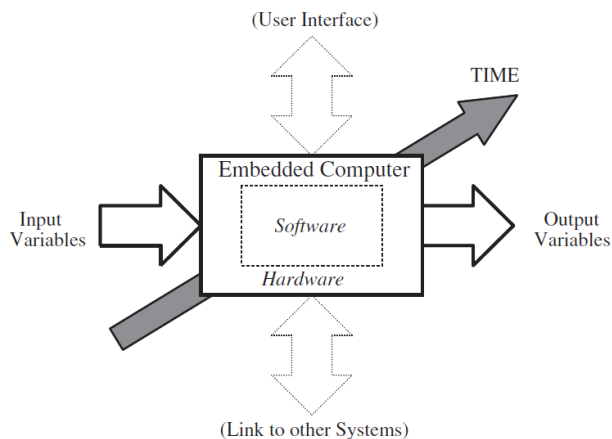 (User Interface)
TIME
Embedded Computer
Input
Variables
Software
Output
Variables
Hardware
(Link to other Systems)